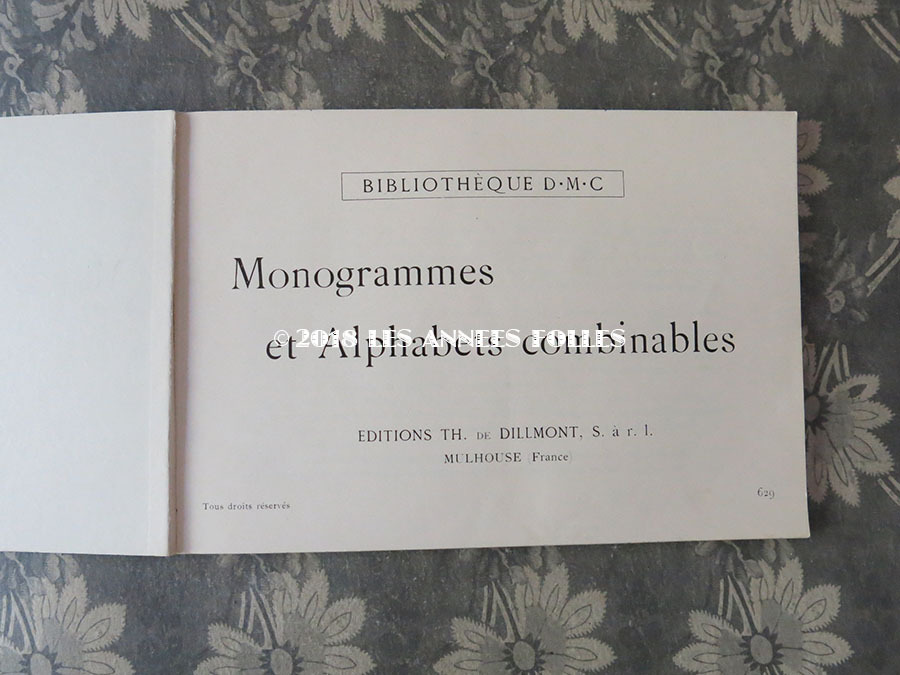 BIBLIOTHÈQUE D·M·C
Monogrammes
et Alphabets combinables
© 2018 LES ANNEES FOLLES
EDITIONS TH. DE DILLMONT, S. à r. l.
MULHOUSE (France)
Tous droits réservés
629